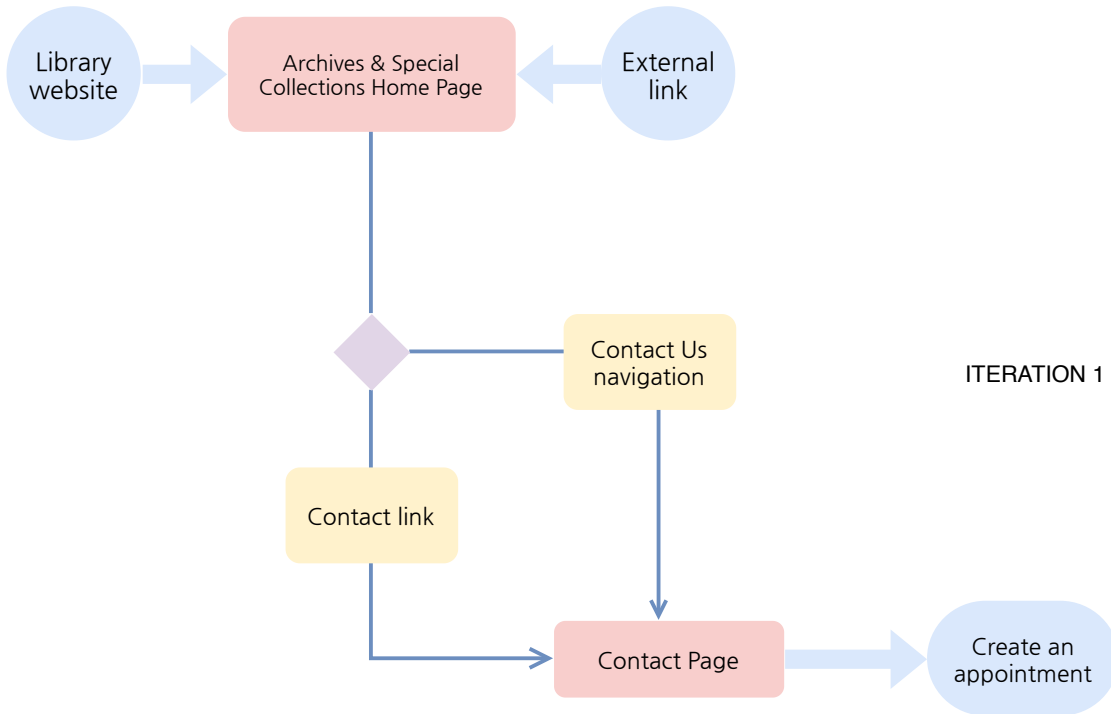 Library
website
Archives & Special
Collections Home Page
External
link
Contact Us
navigation
ITERATION 1
Contact link
Contact Page
Create an
appointment